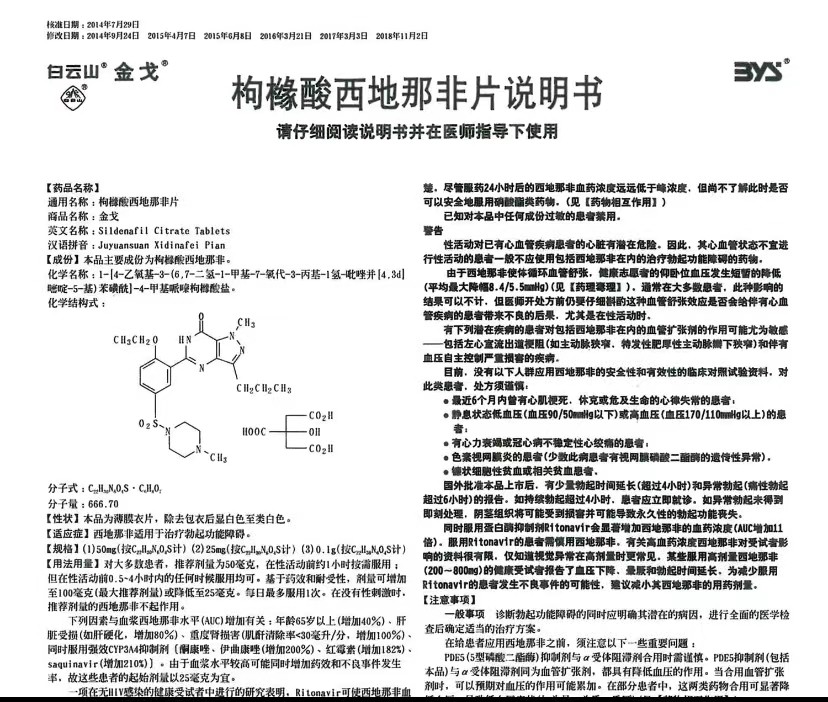 核准日期：2014年7月29日
修改日期：2014年9月24日 2015年4月7日 2015年6月8日 2016年3月21日 2017年3月3日 2018年11月2日
白云山® 金戈®
BYS®
枸橼酸西地那非片说明书
请仔细阅读说明书并在医师指导下使用
【药品名称】
通用名称：枸橼酸西地那非片
商品名称：金戈
英文名称：Sildenafil Citrate Tablets
汉语拼音：Juyuansuan Xidinafei Pian
【成份】本品主要成份为枸橼酸西地那非。
化学名称：1-[4-乙氧基-3-(6,7-二氢-1-甲基-7-氧代-3-丙基-1氢-吡唑并[4,3d]
嘧啶-5-基)苯磺酰]-4-甲基哌嗪枸橼酸盐。
化学结构式：
O
CH₃
CH₃CH₂O
HN
N
N
N
CH₂CH₂CH₃
O₂S
N
N
CH₃
CO₂H
HOOC
OH
CO₂H
分子式：C₂₂H₃₀N₆O₄S・C₆H₈O₇
分子量：666.70
【性状】本品为薄膜衣片，除去包衣后显白色至类白色。
【适应症】西地那非适用于治疗勃起功能障碍。
【规格】(1)50mg(按C₂₂H₃₀N₆O₄S计) (2)25mg(按C₂₂H₃₀N₆O₄S计) (3)0.1g(按C₂₂H₃₀N₆O₄S计)
【用法用量】对大多数患者，推荐剂量为50毫克，在性活动前约1小时按需服用；
但在性活动前0.5~4小时内的任何时候服用均可。基于药效和耐受性，剂量可增加
至100毫克(最大推荐剂量)或降低至25毫克。每日最多服用1次。在没有性刺激时，
推荐剂量的西地那非不起作用。
下列因素与血浆西地那非水平(AUC)增加有关：年龄65岁以上(增加40%)、肝
脏受损(如肝硬化，增加80%)、重度肾损害(肌酐清除率<30毫升/分，增加100%)、
同时服用强效CYP3A4抑制剂［酮康唑、伊曲康唑(增加200%)、红霉素(增加182%)、
saquinavir(增加210%)］。由于血浆水平较高可能同时增加药效和不良事件发生
率，故这些患者的起始剂量以25毫克为宜。
一项在无HIV感染的健康受试者中进行的研究表明，Ritonavir可使西地那非血
楚。尽管服药24小时后的西地那非血药浓度远远低于峰浓度，但尚不了解此时是否
可以安全地服用硝酸酯类药物。(见【药物相互作用】)
已知对本品中任何成份过敏的患者禁用。
警告
性活动对已有心血管疾病患者的心脏有潜在危险。因此，其心血管状态不宜进
行性活动的患者一般不应使用包括西地那非在内的治疗勃起功能障碍的药物。
由于西地那非使体循环血管舒张，健康志愿者的仰卧位血压发生短暂的降低
(平均最大降幅8.4/5.5mmHg)(见【药理毒理】)。通常在大多数患者，此种影响的
结果可以不计，但医师开处方前仍要仔细斟酌这种血管舒张效应是否会给伴有心血
管疾病的患者带来不良的后果，尤其是在性活动时。
有下列潜在疾病的患者对包括西地那非在内的血管扩张剂的作用可能尤为敏感
——包括左心室流出道梗阻(如主动脉狭窄，特发性肥厚性主动脉瓣下狭窄)和伴有
血压自主控制严重损害的疾病。
目前，没有以下人群应用西地那非的安全性和有效性的临床对照试验资料，对
此类患者，处方须谨慎：
●最近6个月内曾有心肌梗死、休克或危及生命的心律失常的患者；
●静息状态低血压(血压90/50mmHg以下)或高血压(血压170/110mmHg以上)的患
者；
●有心力衰竭或冠心病不稳定性心绞痛的患者；
●色素视网膜炎的患者(少数此病患者有视网膜磷酸二酯酶的遗传性异常)。
●镰状细胞性贫血或相关贫血患者。
国外批准本品上市后，有少量勃起时间延长(超过4小时)和异常勃起(痛性勃起
超过6小时)的报告。如持续勃起超过4小时，患者应立即就诊。如异常勃起未得到
即刻处理，阴茎组织将可能受到损害并可能导致永久性的勃起功能丧失。
同时服用蛋白酶抑制剂Ritonavir会显著增加西地那非的血药浓度(AUC增加11
倍)。服用Ritonavir的患者需慎用西地那非。有关高血药浓度西地那非对受试者影
响的资料很有限，仅知道视觉异常在高剂量时更常见。某些服用高剂量西地那非
(200~800mg)的健康受试者报告了血压下降、晕厥和勃起时间延长。为减少服用
Ritonavir的患者发生不良事件的可能性，建议减小其西地那非的用药剂量。
【注意事项】
一般事项 诊断勃起功能障碍的同时应明确其潜在的病因，进行全面的医学检
查后确定适当的治疗方案。
在给患者应用西地那非之前，须注意以下一些重要问题：
PDE5(5型磷酸二酯酶)抑制剂与α受体阻滞剂合用时需谨慎。PDE5抑制剂(包括
本品)与α受体阻滞剂同为血管扩张剂，都具有降低血压的作用。当合用血管扩张
剂时，可以预期对血压的作用可能累加。在部分患者中，这两类药物合用可显著降